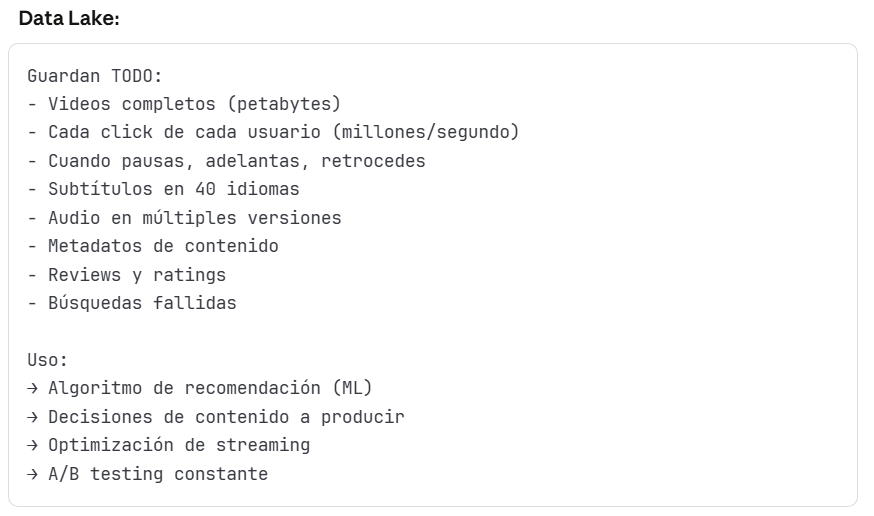 Data Lake:
Guardan TODO:
- Videos completos (petabytes)
- Cada click de cada usuario (millones/segundo)
- Cuando pausas, adelantas, retrocedes
- Subtítulos en 40 idiomas
- Audio en múltiples versiones
- Metadatos de contenido
- Reviews y ratings
- Búsquedas fallidas
Uso:
→ Algoritmo de recomendación (ML)
→ Decisiones de contenido a producir
→ Optimización de streaming
→ A/B testing constante